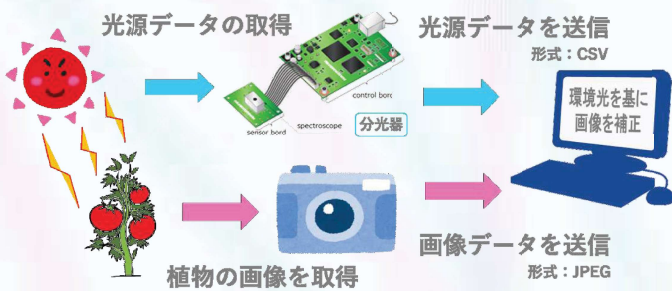 光源データの取得
光源データを送信
形式：CSV
control bord
sensor bord
spectroscope
分光器
環境光を基に
画像を補正
植物の画像を取得
画像データを送信
形式：JPEG